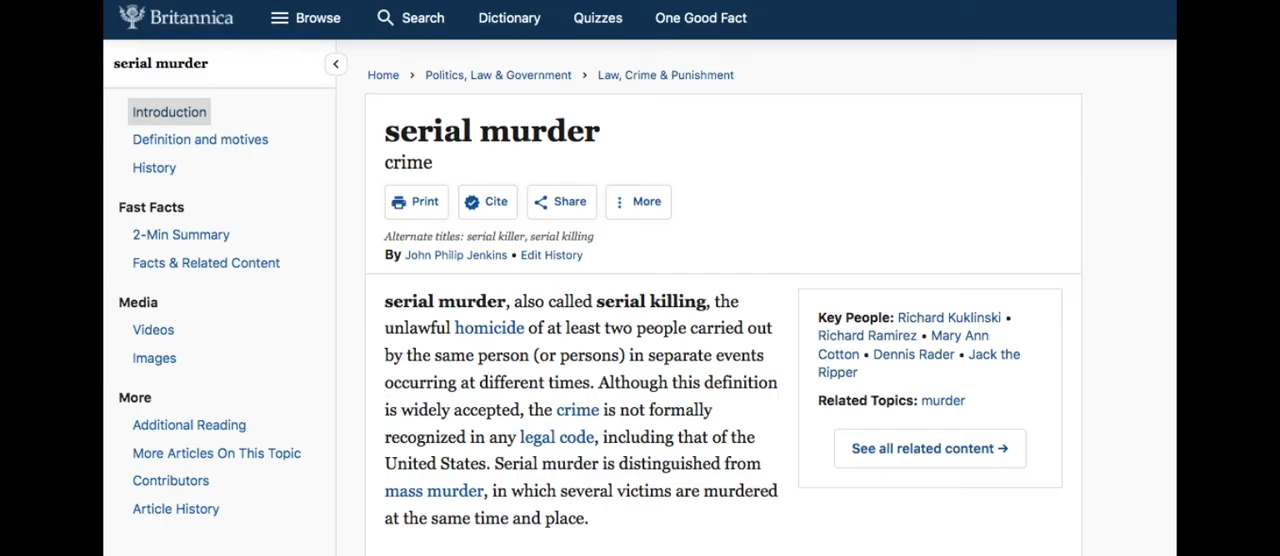 Britannica
Browse
Search
Dictionary
Quizzes
One Good Fact
serial murder
Introduction
Definition and motives
History
Fast Facts
2-Min Summary
Facts & Related Content
Media
Videos
Images
More
Additional Reading
More Articles On This Topic
Contributors
Article History
Home > Politics, Law & Government > Law, Crime & Punishment
serial murder
crime
Print
Cite
Share
More
Alternate titles: serial killer, serial killing
By John Philip Jenkins • Edit History
serial murder, also called serial killing, the
unlawful homicide of at least two people carried out
by the same person (or persons) in separate events
occurring at different times. Although this definition
is widely accepted, the crime is not formally
recognized in any legal code, including that of the
United States. Serial murder is distinguished from
mass murder, in which several victims are murdered
at the same time and place.
Key People: Richard Kuklinski •
Richard Ramirez • Mary Ann
Cotton • Dennis Rader • Jack the
Ripper
Related Topics: murder
See all related content →